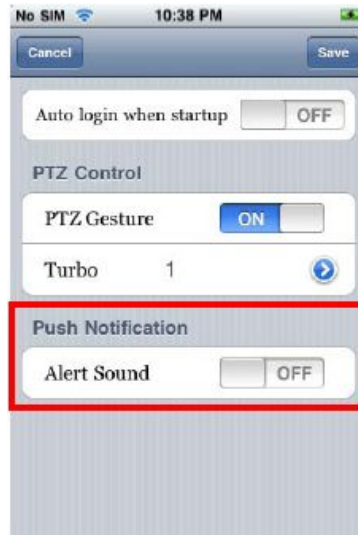 No SIM 10:38 PM
Cancel Save
Auto login when startup OFF
PTZ Control
PTZ Gesture ON
Turbo 1
Push Notification
Alert Sound OFF